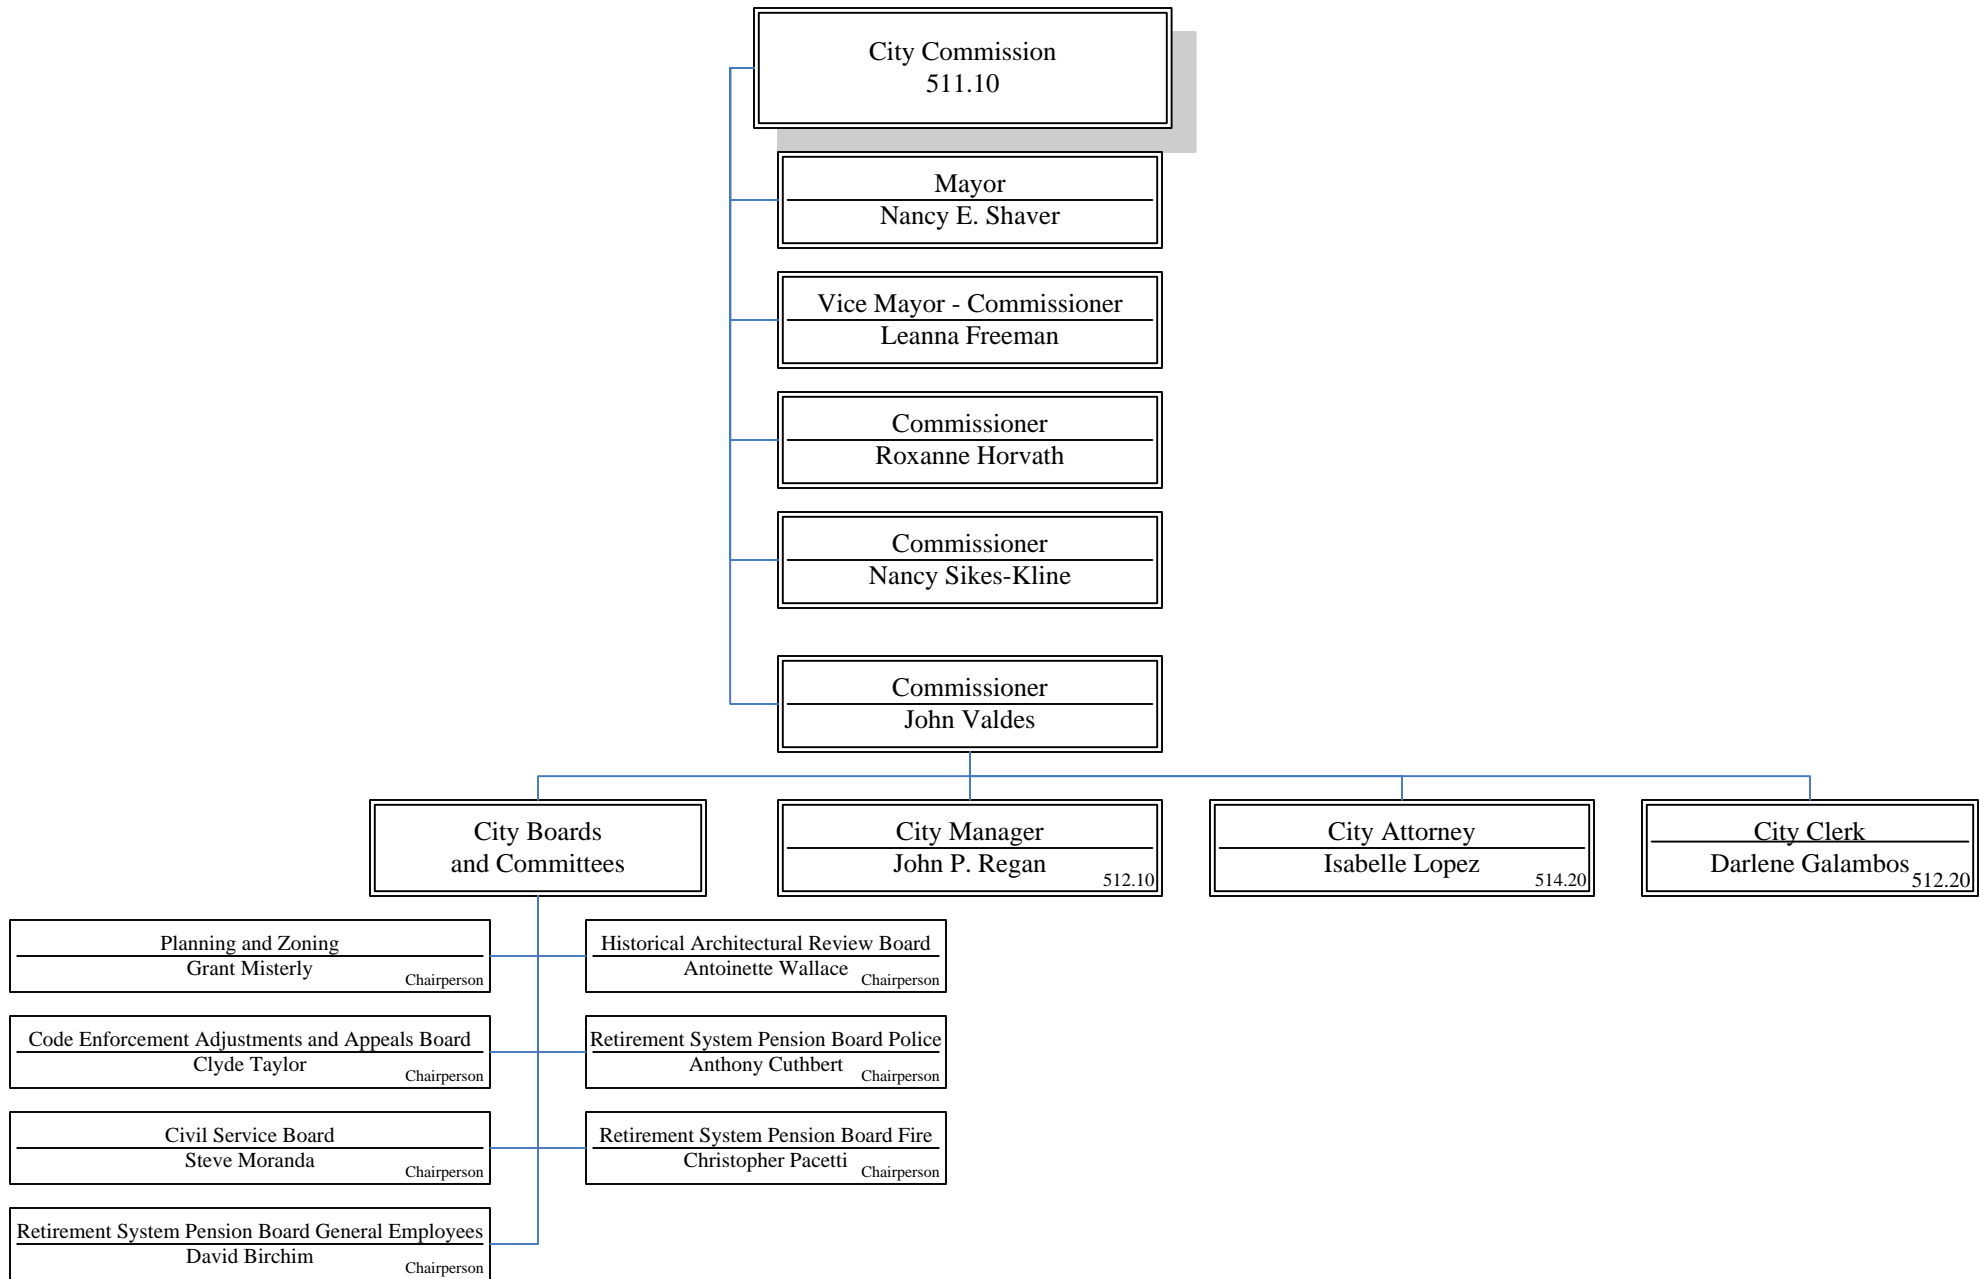 City Commission
511.10
Mayor
Nancy E. Shaver
Vice Mayor - Commissioner
Leanna Freeman
Commissioner
Roxanne Horvath
Commissioner
Nancy Sikes-Kline
Commissioner
John Valdes
City Boards
and Committees
City Manager
John P. Regan
512.10
City Attorney
Isabelle Lopez
514.20
City Clerk
Darlene Galambos
512.20
Planning and Zoning
Grant Misterly
Chairperson
Historical Architectural Review Board
Antoinette Wallace
Chairperson
Code Enforcement Adjustments and Appeals Board
Clyde Taylor
Chairperson
Retirement System Pension Board Police
Anthony Cuthbert
Chairperson
Civil Service Board
Steve Moranda
Chairperson
Retirement System Pension Board Fire
Christopher Pacetti
Chairperson
Retirement System Pension Board General Employees
David Birchim
Chairperson